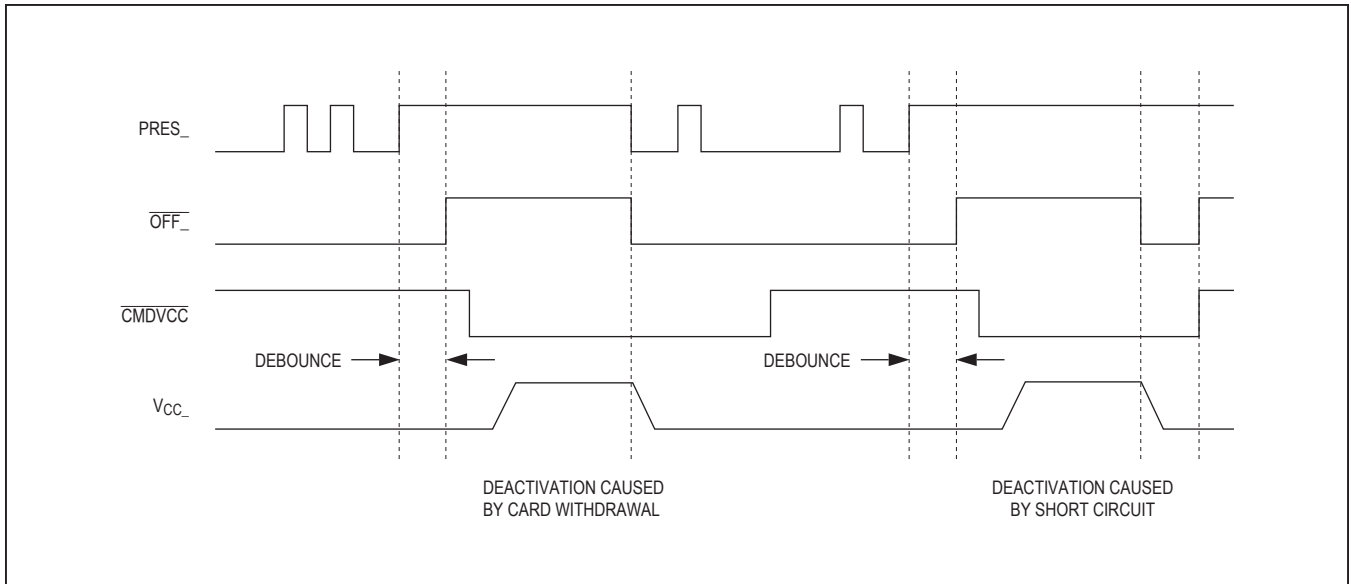 PRES_
OFF_
CMDVCC
DEBOUNCE
DEBOUNCE
VCC_
DEACTIVATION CAUSED
BY CARD WITHDRAWAL
DEACTIVATION CAUSED
BY SHORT CIRCUIT